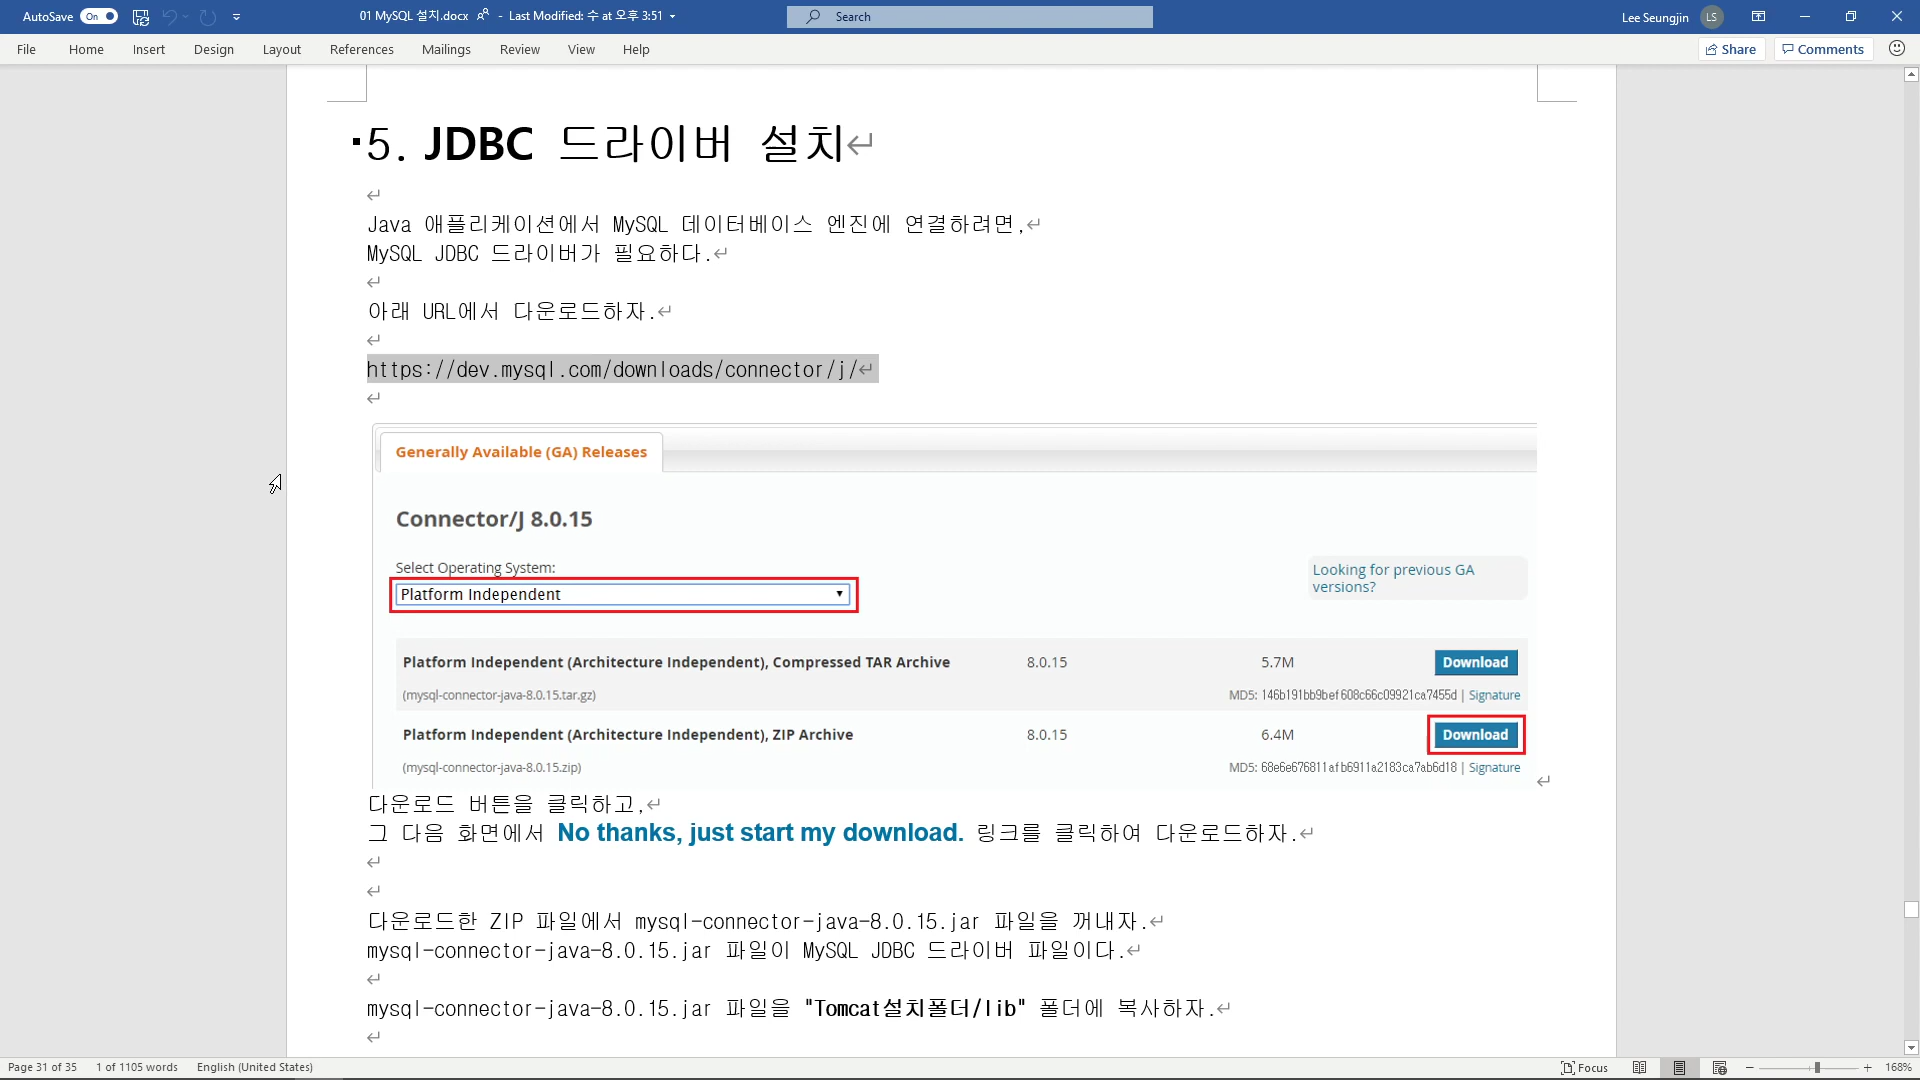 AutoSave On 01 MySQL 설치.docx - Last Modified: 수 at 오후 3:51 Search Lee Seungjin LS
File Home Insert Design Layout References Mailings Review View Help Share Comments
5. JDBC 드라이버 설치
Java 애플리케이션에서 MySQL 데이터베이스 엔진에 연결하려면,
MySQL JDBC 드라이버가 필요하다.
아래 URL에서 다운로드하자.
https://dev.mysql.com/downloads/connector/j/
Generally Available (GA) Releases
Connector/J 8.0.15
Select Operating System:
Looking for previous GA
versions?
Platform Independent
Platform Independent (Architecture Independent), Compressed TAR Archive 8.0.15 5.7M Download
(mysql-connector-java-8.0.15.tar.gz) MD5: 146b191bb9bef608c66c09921ca7455d | Signature
Platform Independent (Architecture Independent), ZIP Archive 8.0.15 6.4M Download
(mysql-connector-java-8.0.15.zip) MD5: 68e6e676811afb6911a2183ca7ab6d18 | Signature
다운로드 버튼을 클릭하고,
그 다음 화면에서 No thanks, just start my download. 링크를 클릭하여 다운로드하자.
다운로드한 ZIP 파일에서 mysql-connector-java-8.0.15.jar 파일을 꺼내자.
mysql-connector-java-8.0.15.jar 파일이 MySQL JDBC 드라이버 파일이다.
mysql-connector-java-8.0.15.jar 파일을 "Tomcat설치폴더/lib" 폴더에 복사하자.
Page 31 of 35 1 of 1105 words English (United States) Focus 168%